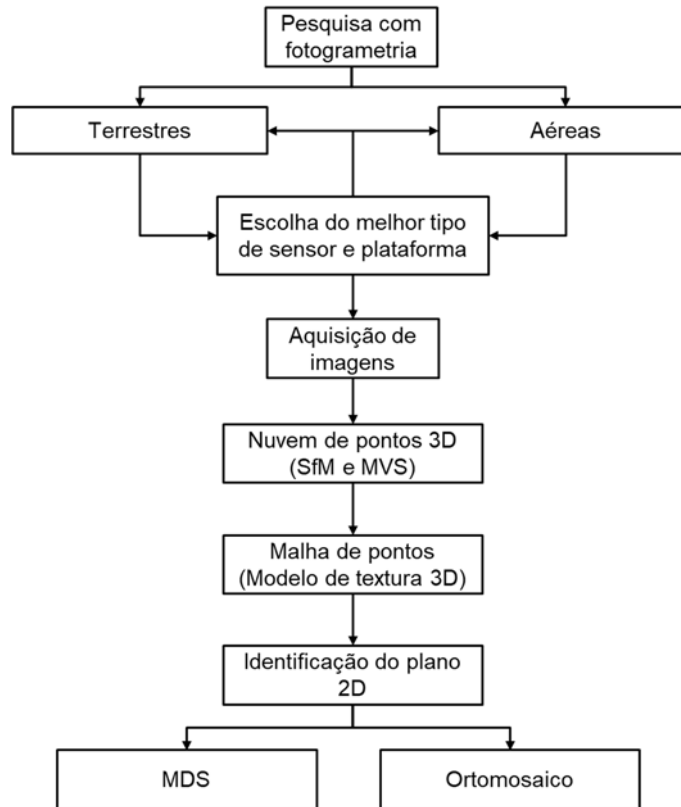 Pesquisa com
fotogrametria
Terrestres
Aéreas
Escolha do melhor tipo
de sensor e plataforma
Aquisição de
imagens
Nuvem de pontos 3D
(SfM e MVS)
Malha de pontos
(Modelo de textura 3D)
Identificação do plano
2D
MDS
Ortomosaico